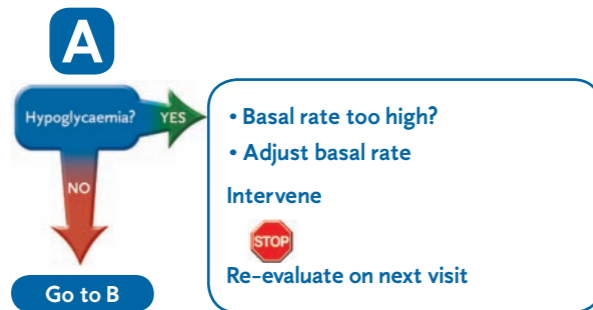 A
Hypoglycaemia?
YES
• Basal rate too high?
• Adjust basal rate
Intervene
STOP
Re-evaluate on next visit
NO
Go to B